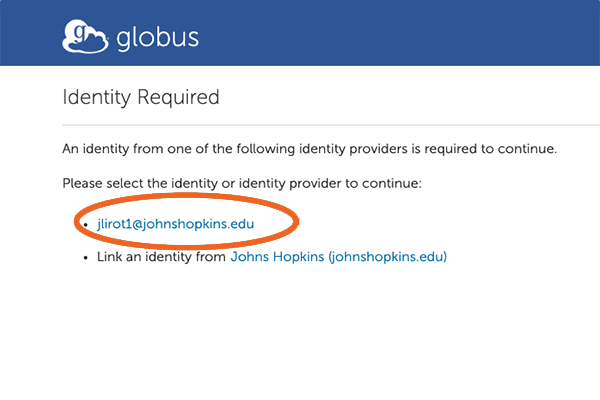 globus
Identity Required
An identity from one of the following identity providers is required to continue.
Please select the identity or identity provider to continue:
• jlirot1@johnshopkins.edu
• Link an identity from Johns Hopkins (johnshopkins.edu)